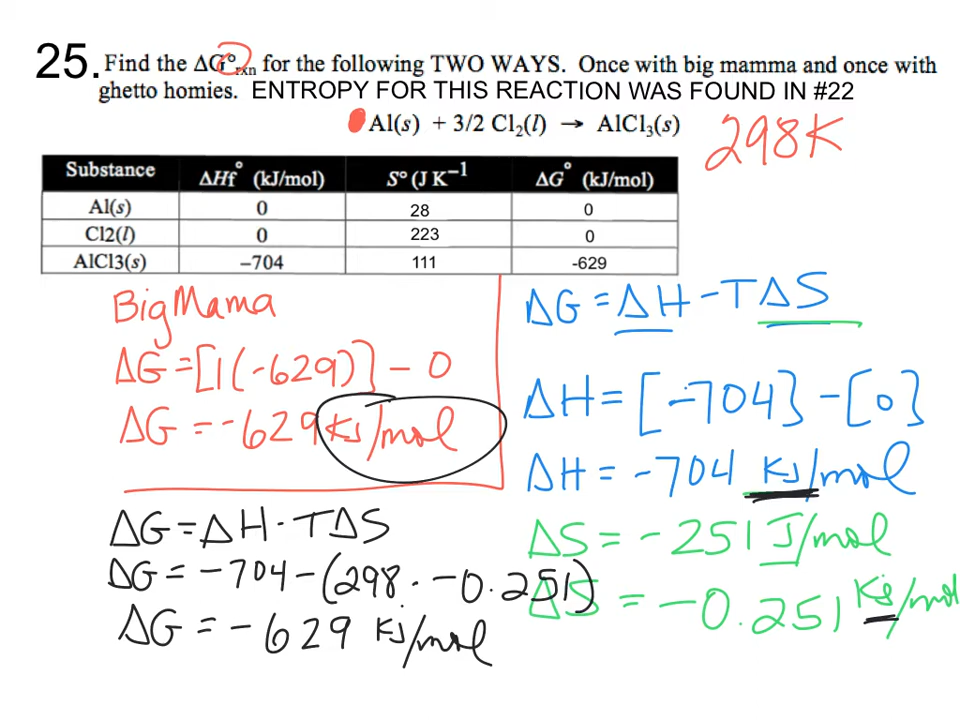 25. Find the ΔG°rxn for the following TWO WAYS. Once with big mamma and once with
ghetto homies. ENTROPY FOR THIS REACTION WAS FOUND IN #22
Al(s) + 3/2 Cl₂(l) → AlCl₃(s)
298K
Substance ΔHf° (kJ/mol) S° (J K⁻¹ ΔG° (kJ/mol)
Al(s) 0 28 0
Cl2(l) 0 223 0
AlCl3(s) –704 111 -629
Big Mama
ΔG=[1(-629)] - 0
ΔG = -629 KJ/mol
ΔG = ΔH - TΔS
ΔH = [-704] - [0]
ΔH = -704 KJ/mol
ΔS = -251 J/mol
ΔS = -0.251 KJ/mol
ΔG=ΔH-TΔS
ΔG = -704-(298 · -0.251)
ΔG = -629 KJ/mol